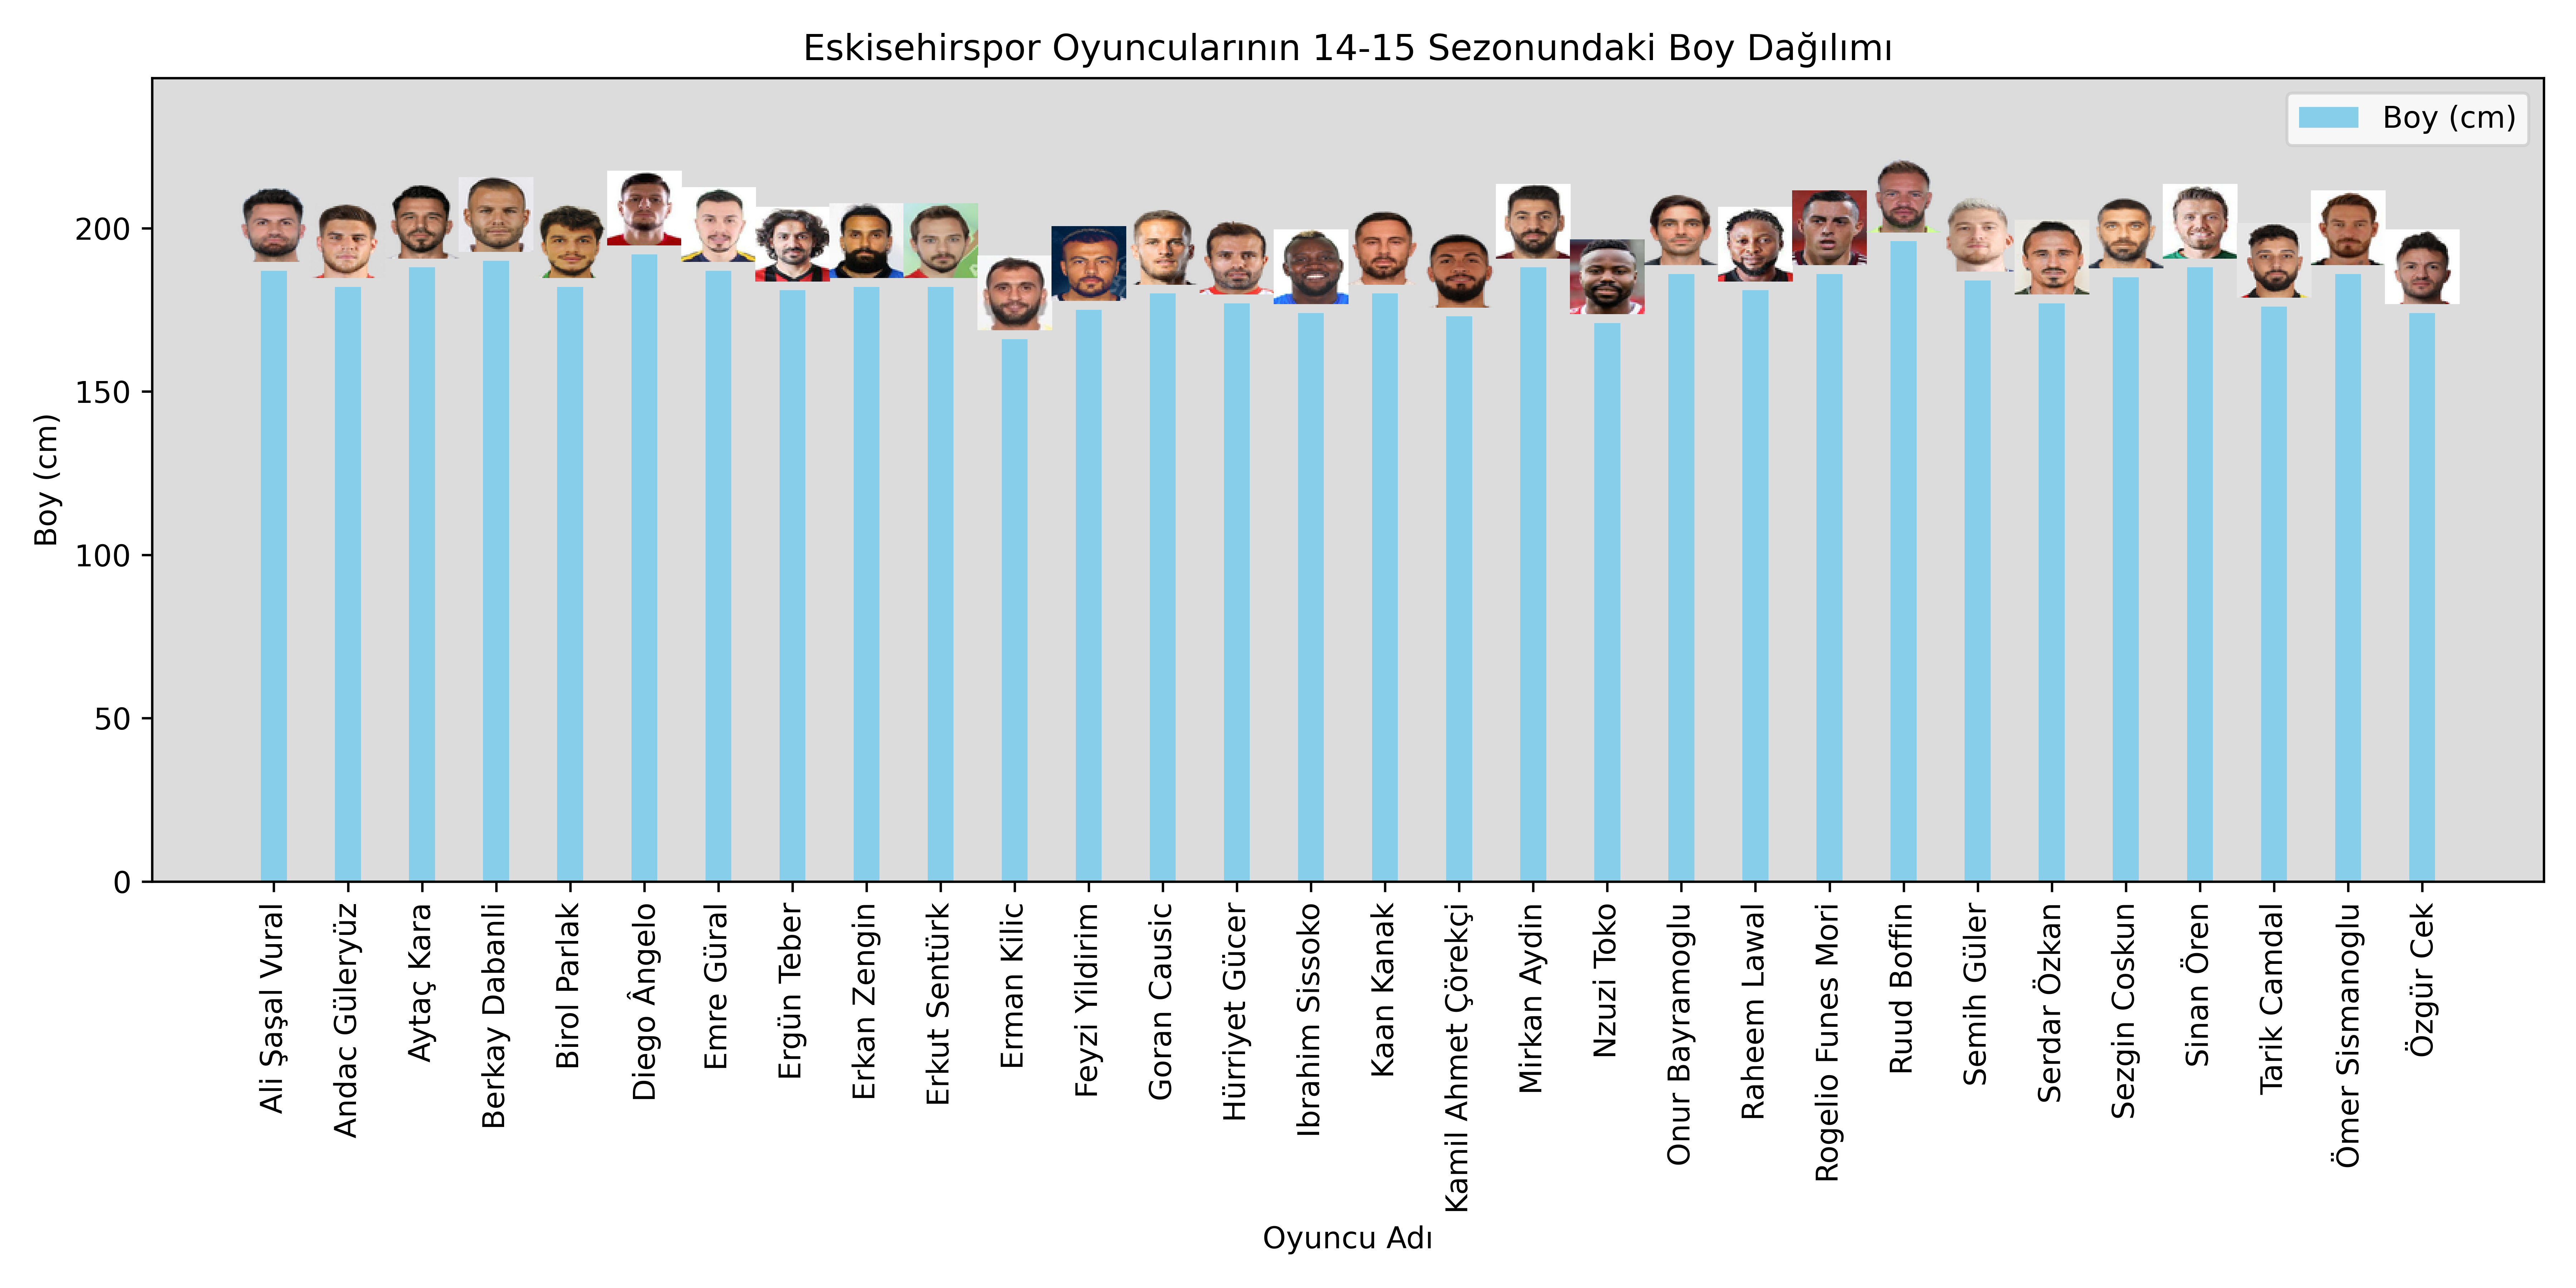 Eskisehirspor Oyuncularının 14-15 Sezonundaki Boy Dağılımı
Boy (cm)
Boy (cm)
200
150
100
50
0
Ali Şaşal Vural
Andac Güleryüz
Aytaç Kara
Berkay Dabanli
Birol Parlak
Diego Ângelo
Emre Güral
Ergün Teber
Erkan Zengin
Erkut Sentürk
Erman Kilic
Feyzi Yildirim
Goran Causic
Hürriyet Gücer
Ibrahim Sissoko
Kaan Kanak
Kamil Ahmet Çörekçi
Mirkan Aydin
Nzuzi Toko
Onur Bayramoglu
Raheem Lawal
Rogelio Funes Mori
Ruud Boffin
Semih Güler
Serdar Özkan
Sezgin Coskun
Sinan Ören
Tarik Camdal
Ömer Sismanoglu
Özgür Cek
Oyuncu Adı